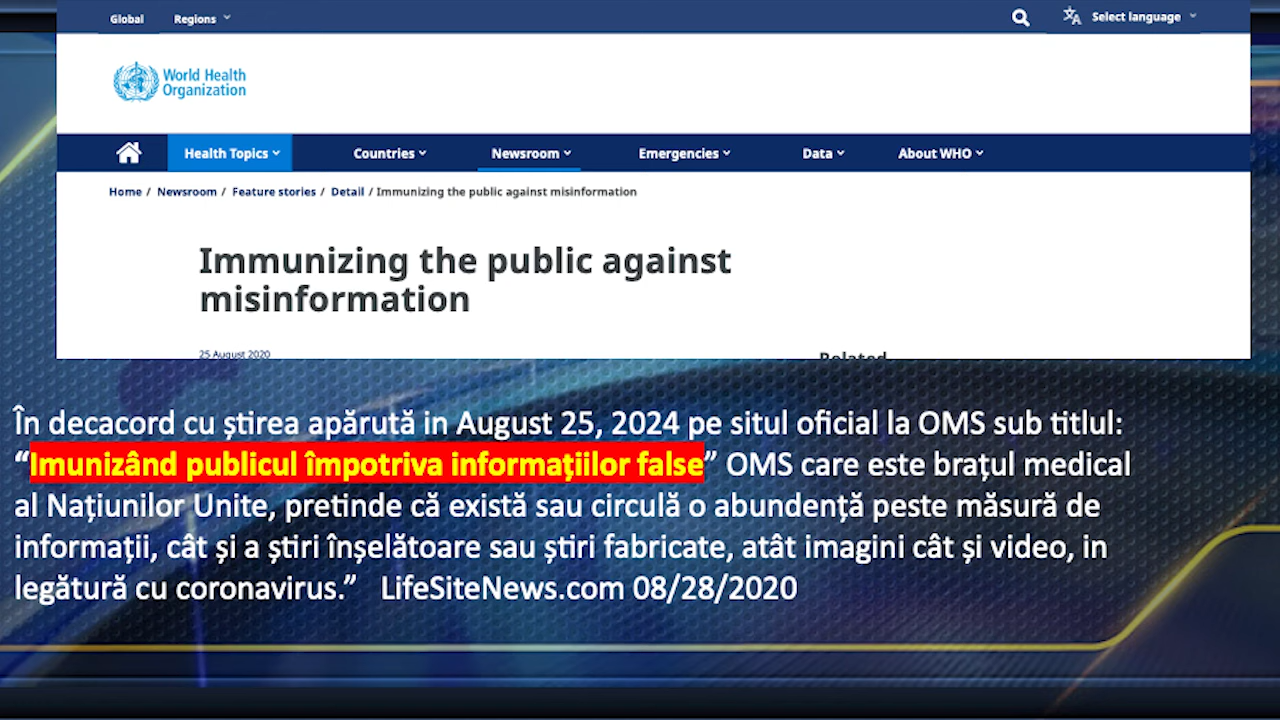 Global Regions Select language
World Health
Organization
Health Topics Countries Newsroom Emergencies Data About WHO
Home / Newsroom / Feature stories / Detail / Immunizing the public against misinformation
Immunizing the public against
misinformation
25 August 2020
Related
În decacord cu știrea apărută in August 25, 2024 pe situl oficial la OMS sub titlul:
“Imunizând publicul împotriva informațiilor false” OMS care este brațul medical
al Națiunilor Unite, pretinde că există sau circulă o abundență peste măsură de
informații, cât și a știri înșelătoare sau știri fabricate, atât imagini cât și video, in
legătură cu coronavirus.” LifeSiteNews.com 08/28/2020